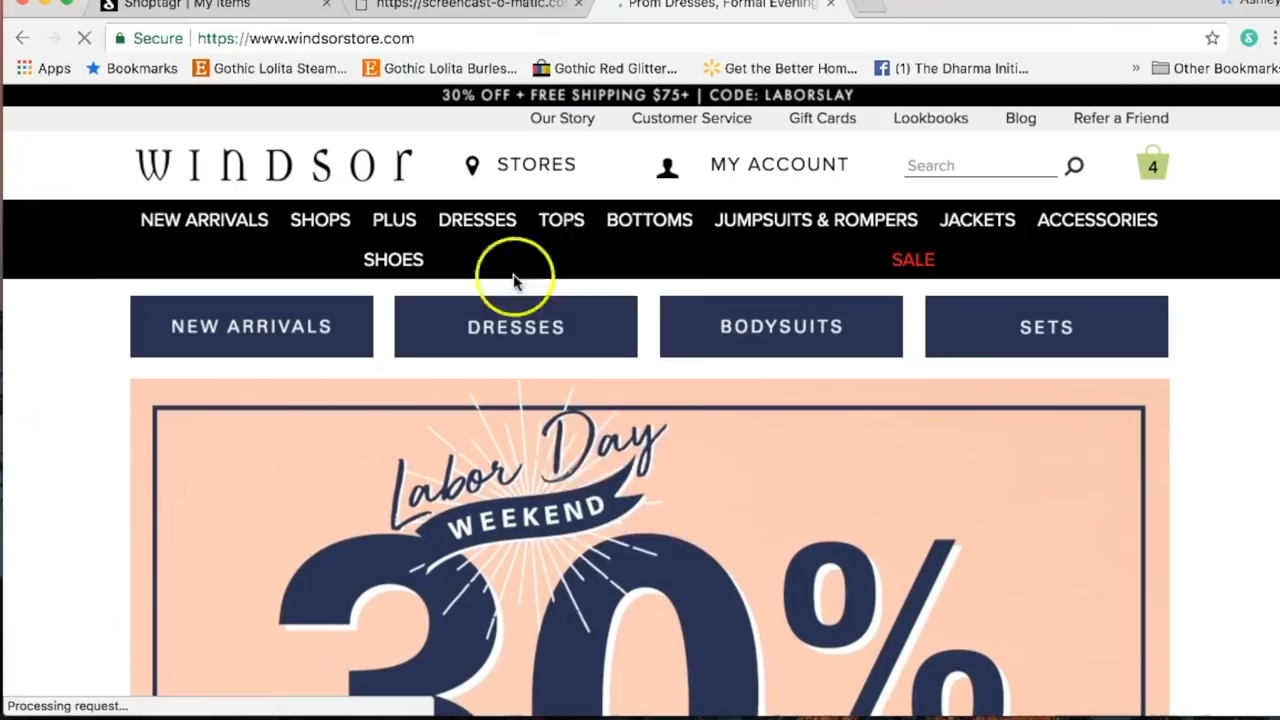 Shoptagr | My Items
https://screencast-o-matic.co
Prom Dresses, Formal Evening
Ashley
Secure | https://www.windsorstore.com
Apps Bookmarks Gothic Lolita Steam... Gothic Lolita Burles... Gothic Red Glitter... Get the Better Hom... (1) The Dharma Initi... » Other Bookmarks
30% OFF + FREE SHIPPING $75+ | CODE: LABORSLAY
Our Story Customer Service Gift Cards Lookbooks Blog Refer a Friend
WINDSOR STORES MY ACCOUNT Search 4
NEW ARRIVALS SHOPS PLUS DRESSES TOPS BOTTOMS JUMPSUITS & ROMPERS JACKETS ACCESSORIES
SHOES SALE
NEW ARRIVALS DRESSES BODYSUITS SETS
Labor Day
WEEKEND
30%
Processing request...